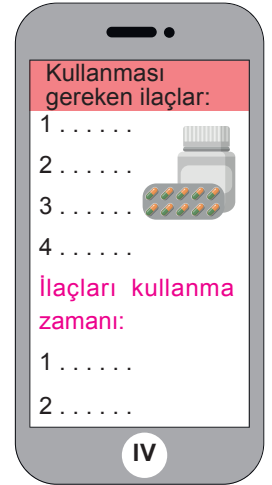 Kullanması
gereken ilaçlar:
1 . . . . . .
2 . . . . . .
3 . . . . . .
4 . . . . . .
İlaçları kullanma
zamanı:
1 . . . . . .
2 . . . . . .
IV